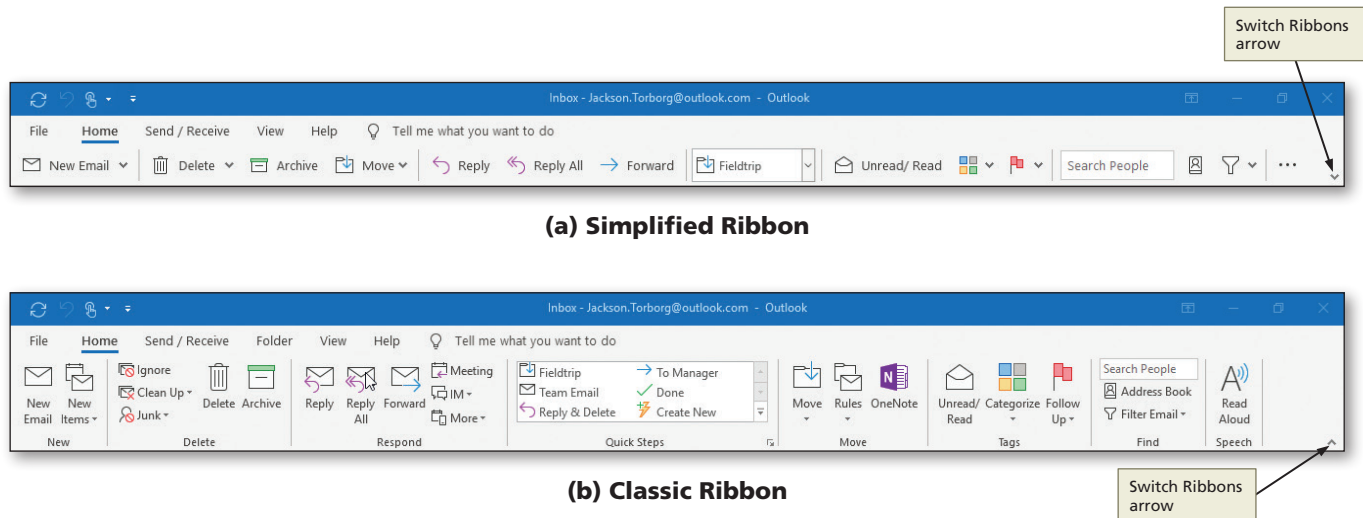 Switch Ribbons
arrow
Inbox - Jackson.Torborg@outlook.com - Outlook
File Home Send / Receive View Help Tell me what you want to do
New Email Delete Archive Move Reply Reply All Forward Fieldtrip Unread/ Read Search People ...
(a) Simplified Ribbon
Inbox - Jackson.Torborg@outlook.com - Outlook
File Home Send / Receive Folder View Help Tell me what you want to do
New
Email
New
Items
New
Ignore
Clean Up
Junk
Delete
Archive
Delete
Reply
Reply
All
Forward
Meeting
IM
More
Respond
Fieldtrip
Team Email
Reply & Delete
To Manager
Done
Create New
Quick Steps
Move
Rules
N
OneNote
Move
Unread/
Read
Categorize
Follow
Up
Tags
Search People
Address Book
Filter Email
Find
A
Read
Aloud
Speech
(b) Classic Ribbon
Switch Ribbons
arrow